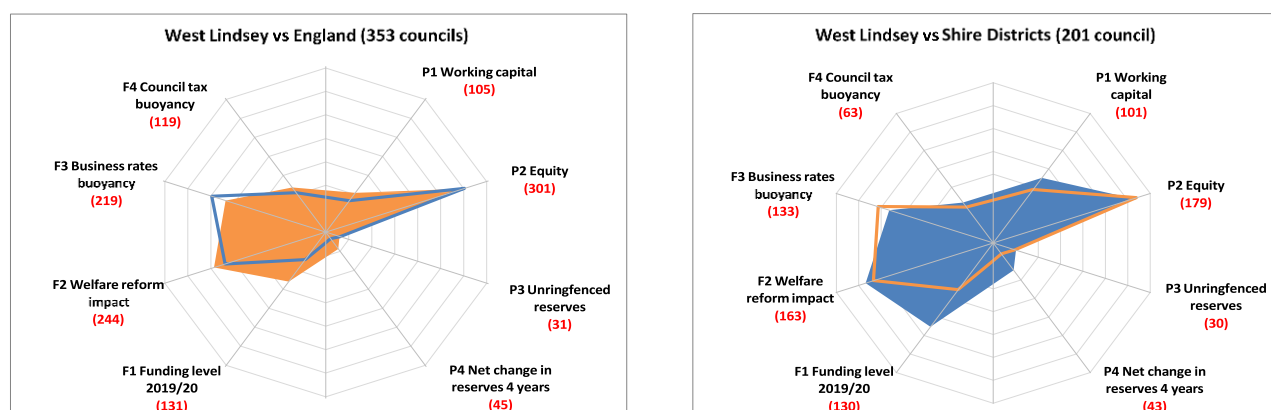 West Lindsey vs England (353 councils)
P1 Working capital
(105)
P2 Equity
(301)
P3 Unringfenced
reserves
(31)
P4 Net change in
reserves 4 years
(45)
F1 Funding level
2019/20
(131)
F2 Welfare reform
impact
(244)
F3 Business rates
buoyancy
(219)
F4 Council tax
buoyancy
(119)
West Lindsey vs Shire Districts (201 council)
P1 Working
capital
(101)
P2 Equity
(179)
P3 Unringfenced
reserves
(30)
P4 Net change in
reserves 4 years
(43)
F1 Funding level
2019/20
(130)
F2 Welfare
reform impact
(163)
F3 Business rates
buoyancy
(133)
F4 Council tax
buoyancy
(63)